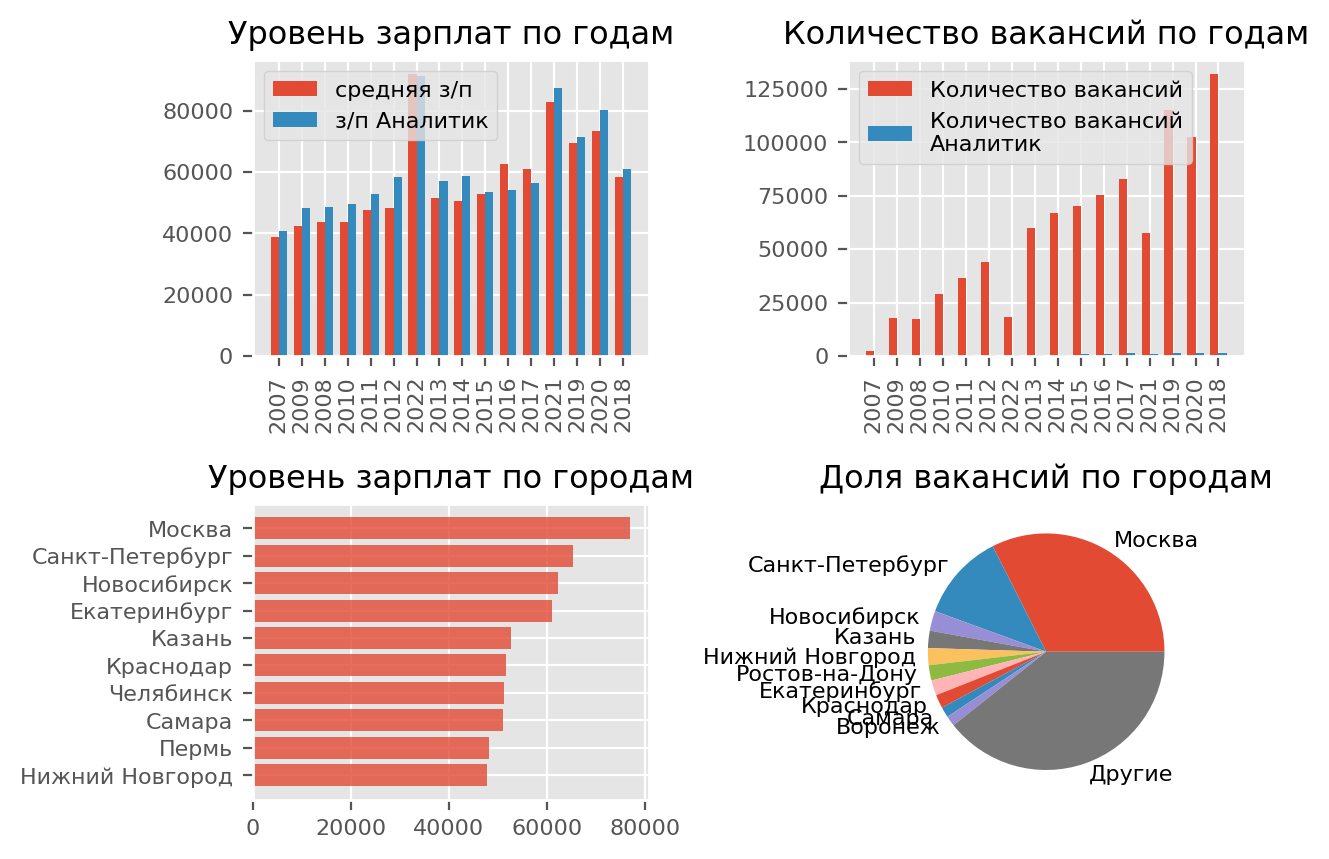 Уровень зарплат по годам
средняя з/п
з/п Аналитик
80000
60000
40000
20000
0
2007
2009
2008
2010
2011
2012
2022
2013
2014
2015
2016
2017
2021
2019
2020
2018
Количество вакансий по годам
Количество вакансий
Количество вакансий
Аналитик
125000
100000
75000
50000
25000
0
2007
2009
2008
2010
2011
2012
2022
2013
2014
2015
2016
2017
2021
2019
2020
2018
Уровень зарплат по городам
Москва
Санкт-Петербург
Новосибирск
Екатеринбург
Казань
Краснодар
Челябинск
Самара
Пермь
Нижний Новгород
0
20000
40000
60000
80000
Доля вакансий по городам
Москва
Санкт-Петербург
Новосибирск
Казань
Нижний Новгород
Ростов-на-Дону
Екатеринбург
Краснодар
Самара
Воронеж
Другие